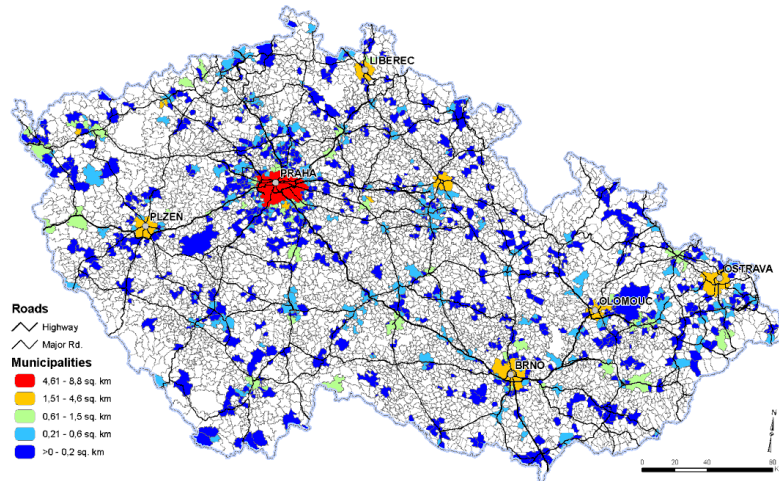 LIBEREC
PRAHA
PLZEŇ
OSTRAVA
OLOMOUC
BRNO
Roads
Highway
Major Rd.
Municipalities
4,61 - 8,8 sq. km
1,51 - 4,6 sq. km
0,61 - 1,5 sq. km
0,21 - 0,6 sq. km
>0 - 0,2 sq. km
N
0 20 40 60 80